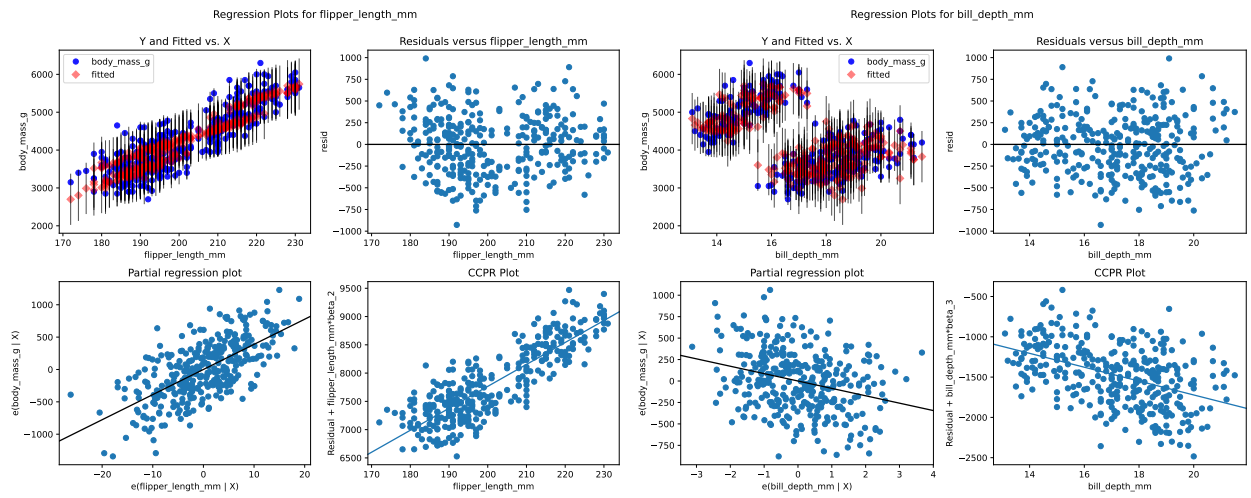 Regression Plots for flipper_length_mm
Y and Fitted vs. X
body_mass_g
fitted
body_mass_g
6000
5000
4000
3000
2000
170 180 190 200 210 220 230
flipper_length_mm
Residuals versus flipper_length_mm
resid
1000
750
500
250
0
−250
−500
−750
−1000
170 180 190 200 210 220 230
flipper_length_mm
Partial regression plot
e(body_mass_g | X)
1000
500
0
−500
−1000
−20 −10 0 10 20
e(flipper_length_mm | X)
CCPR Plot
Residual + flipper_length_mm*beta_2
9500
9000
8500
8000
7500
7000
6500
170 180 190 200 210 220 230
flipper_length_mm
Regression Plots for bill_depth_mm
Y and Fitted vs. X
body_mass_g
fitted
body_mass_g
6000
5000
4000
3000
2000
14 16 18 20
bill_depth_mm
Residuals versus bill_depth_mm
resid
1000
750
500
250
0
−250
−500
−750
−1000
14 16 18 20
bill_depth_mm
Partial regression plot
e(body_mass_g | X)
1000
750
500
250
0
−250
−500
−750
−3 −2 −1 0 1 2 3 4
e(bill_depth_mm | X)
CCPR Plot
Residual + bill_depth_mm*beta_3
−500
−1000
−1500
−2000
−2500
14 16 18 20
bill_depth_mm